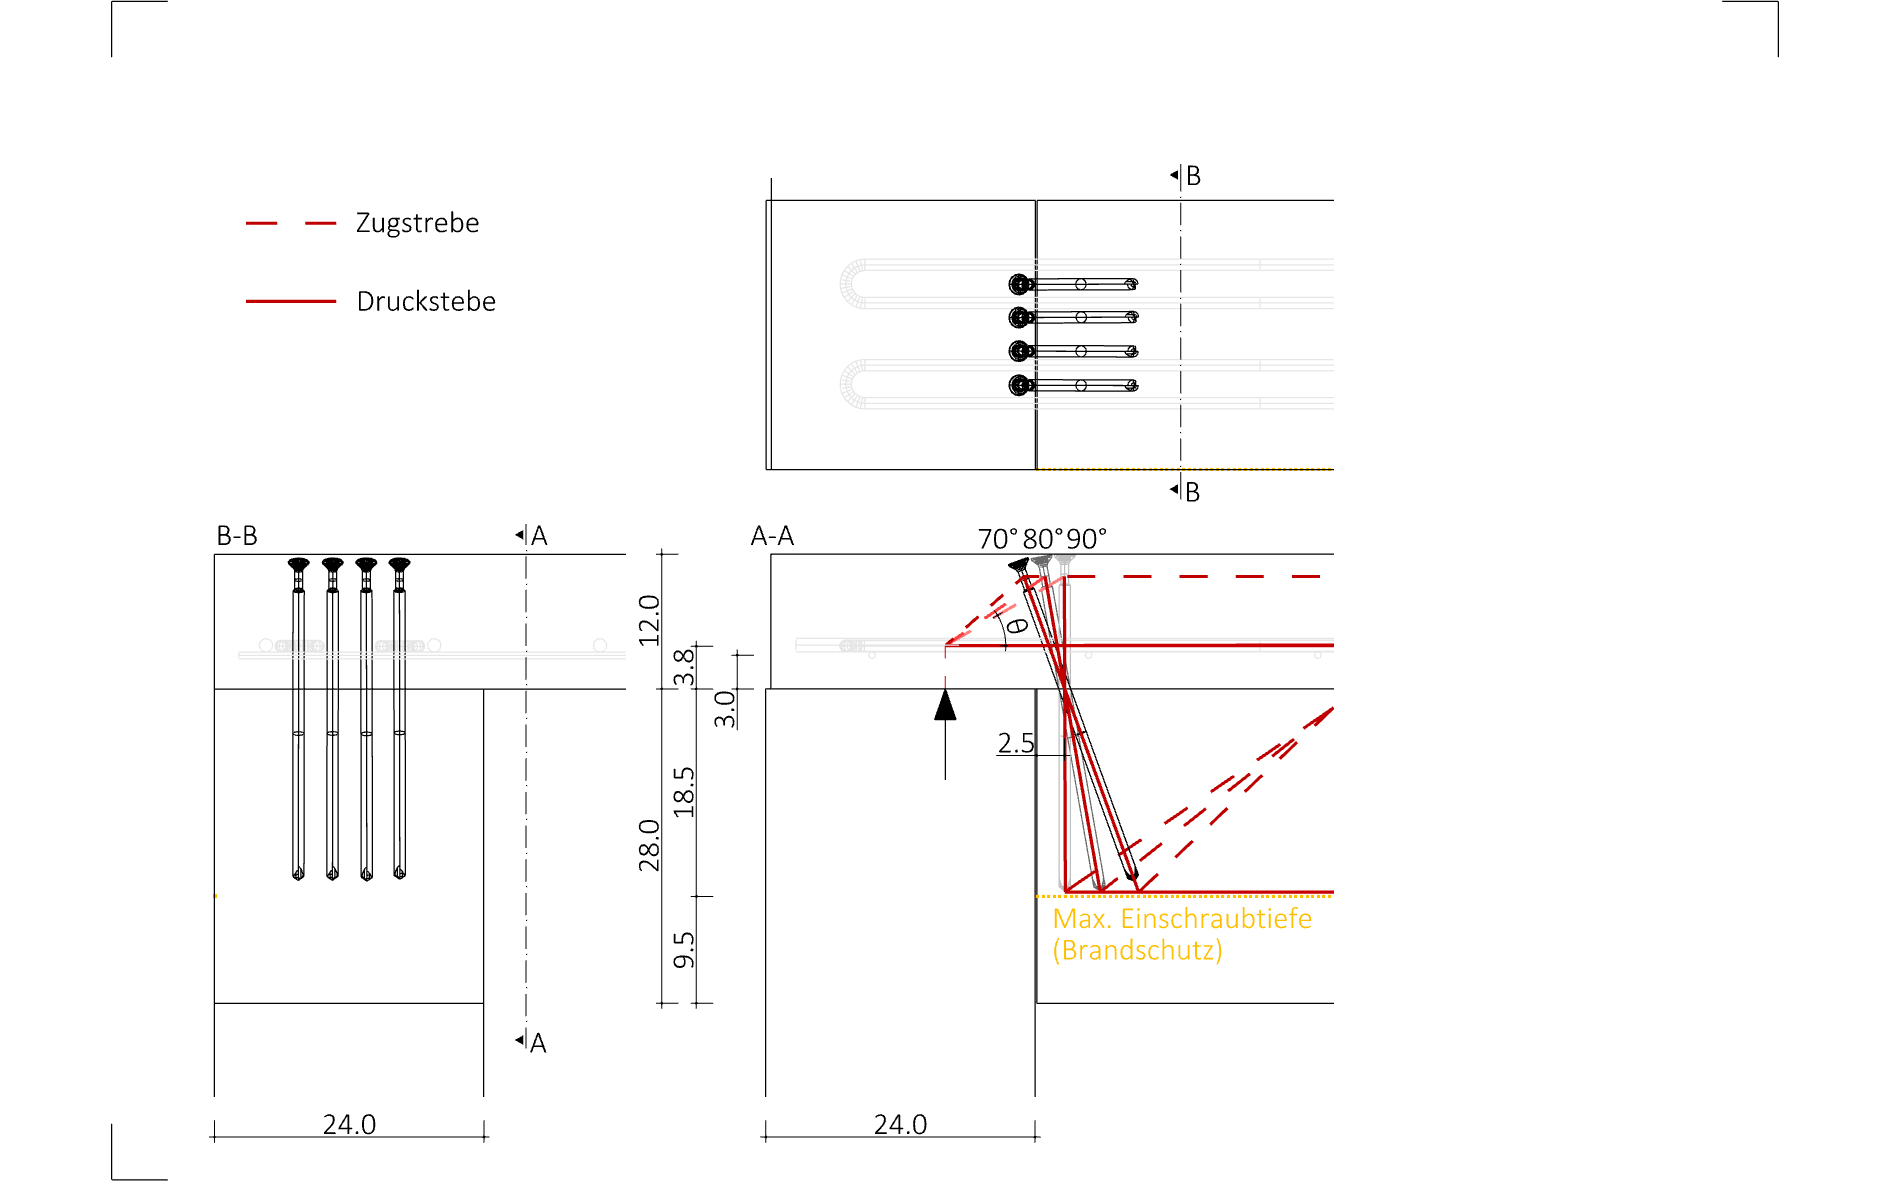 B
Zugstrebe
Druckstebe
B
B-B
A
A-A
70° 80° 90°
12.0
θ
3.8
3.0
2.5
18.5
28.0
Max. Einschraubtiefe
(Brandschutz)
9.5
A
24.0
24.0